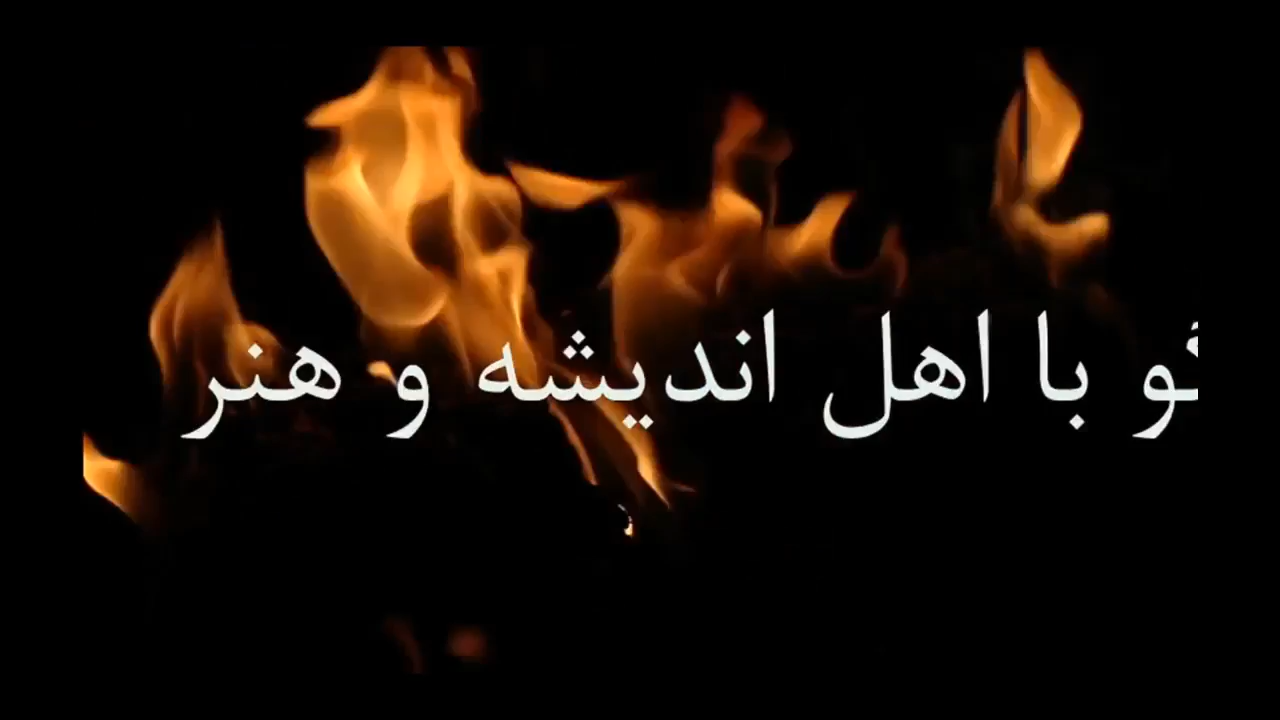 با اهل اندیشه و هنر